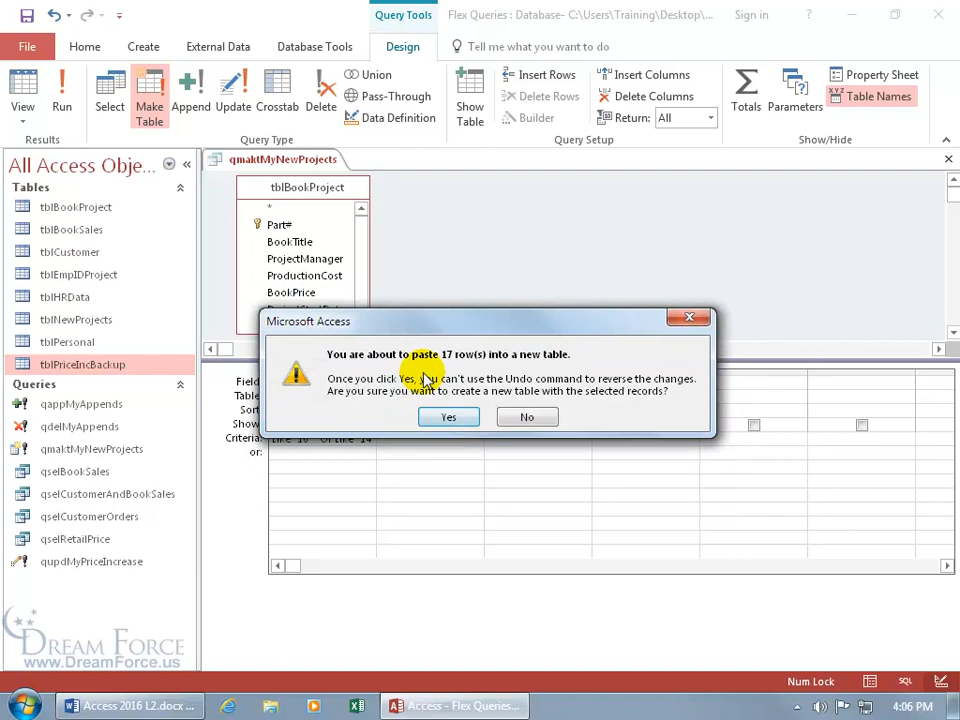 Query Tools
Flex Queries : Database- C:\Users\Training\Desktop\...
Sign in
?
File
Home
Create
External Data
Database Tools
Design
Tell me what you want to do
View
Run
Select
Make
Table
Append
Update
Crosstab
Delete
Union
Pass-Through
Data Definition
Show
Table
Insert Rows
Delete Rows
Builder
Insert Columns
Delete Columns
Return: All
Totals
Parameters
Property Sheet
Table Names
Results
Query Type
Query Setup
Show/Hide
All Access Obje...
Tables
tblBookProject
tblBookSales
tblCustomer
tblEmpIDProject
tblHRData
tblNewProjects
tblPersonal
tblPriceIncBackup
Queries
qappMyAppends
qdelMyAppends
qmaktMyNewProjects
qselBookSales
qselCustomerAndBookSales
qselCustomerOrders
qselRetailPrice
qupdMyPriceIncrease
qmaktMyNewProjects
tblBookProject
*
Part#
BookTitle
ProjectManager
ProductionCost
BookPrice
Microsoft Access
You are about to paste 17 row(s) into a new table.
Once you click Yes, you can't use the Undo command to reverse the changes.
Are you sure you want to create a new table with the selected records?
Yes
No
Field
Table
Sort
Show
Criteria:
or:
DREAM FORCE
www.DreamForce.us
Num Lock
SQL
Access 2016 L2.docx ...
Access - Flex Queries...
4:06 PM